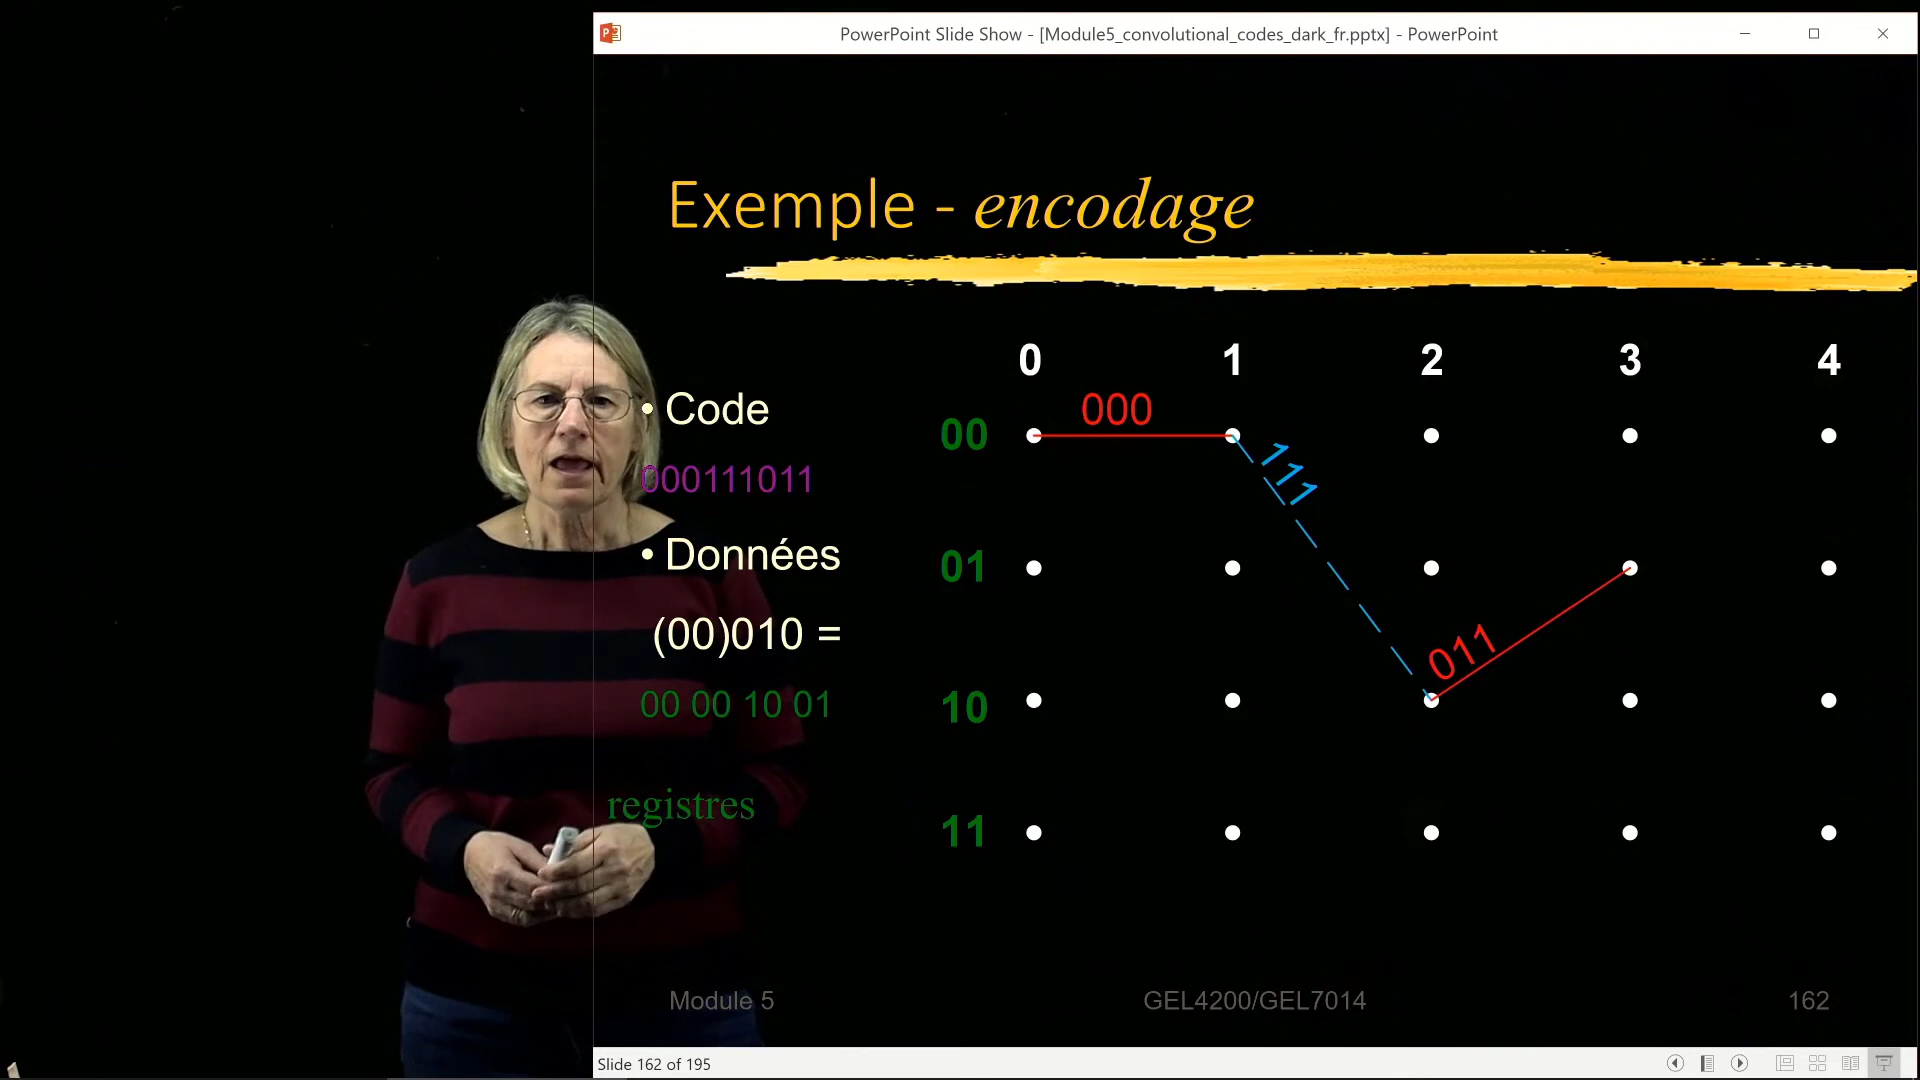 PowerPoint Slide Show - [Module5_convolutional_codes_dark_fr.pptx] - PowerPoint
Exemple - encodage
0 1 2 3 4
• Code
000111011
• Données
(00)010 =
00 00 10 01
registres
00
01
10
11
000
111
011
Module 5
GEL4200/GEL7014
162
Slide 162 of 195